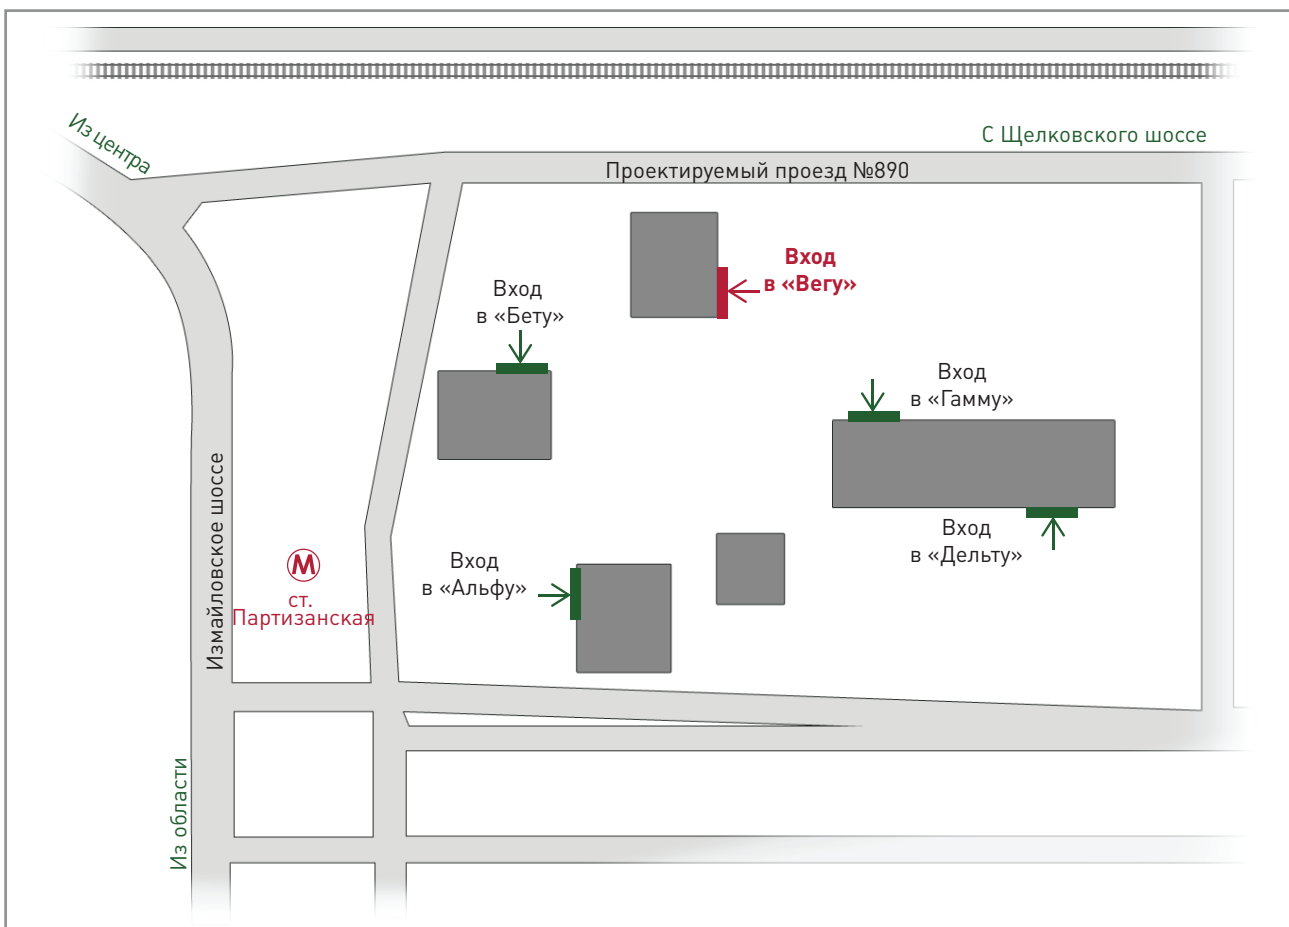 Из центра
С Щелковского шоссе
Проектируемый проезд №890
Вход
в «Вегу»
Вход
в «Бету»
Вход
в «Гамму»
Вход
в «Дельту»
Вход
в «Альфу»
М
ст.
Партизанская
Измайловское шоссе
Из области